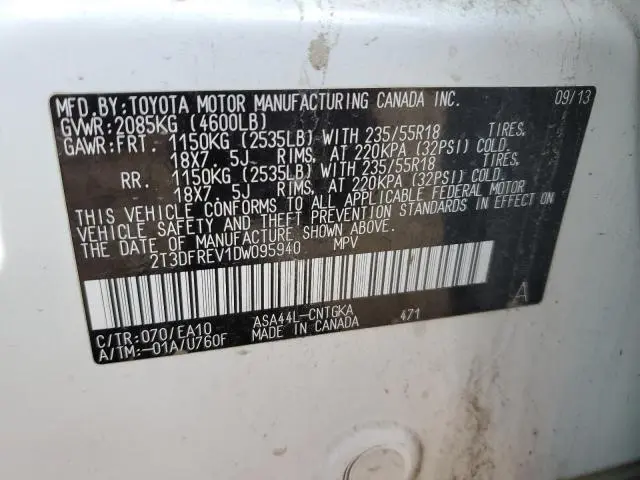 MFD.BY:TOYOTA MOTOR MANUFACTURING CANADA INC. 09/13
GVWR:2085KG (4600LB)
GAWR:FRT. 1150KG (2535LB) WITH 235/55R18 TIRES,
18X7.5J RIMS, AT 220KPA (32PSI) COLD.
RR. 1150KG (2535LB) WITH 235/55R18 TIRES,
18X7.5J RIMS, AT 220KPA (32PSI) COLD.
THIS VEHICLE CONFORMS TO ALL APPLICABLE FEDERAL MOTOR
VEHICLE SAFETY AND THEFT PREVENTION STANDARDS IN EFFECT ON
THE DATE OF MANUFACTURE SHOWN ABOVE.
2T3DFREV1DW095940 MPV
A
C/TR:070/EA10 ASA44L-CNTGKA 471
A/TM:-01A/U760F MADE IN CANADA